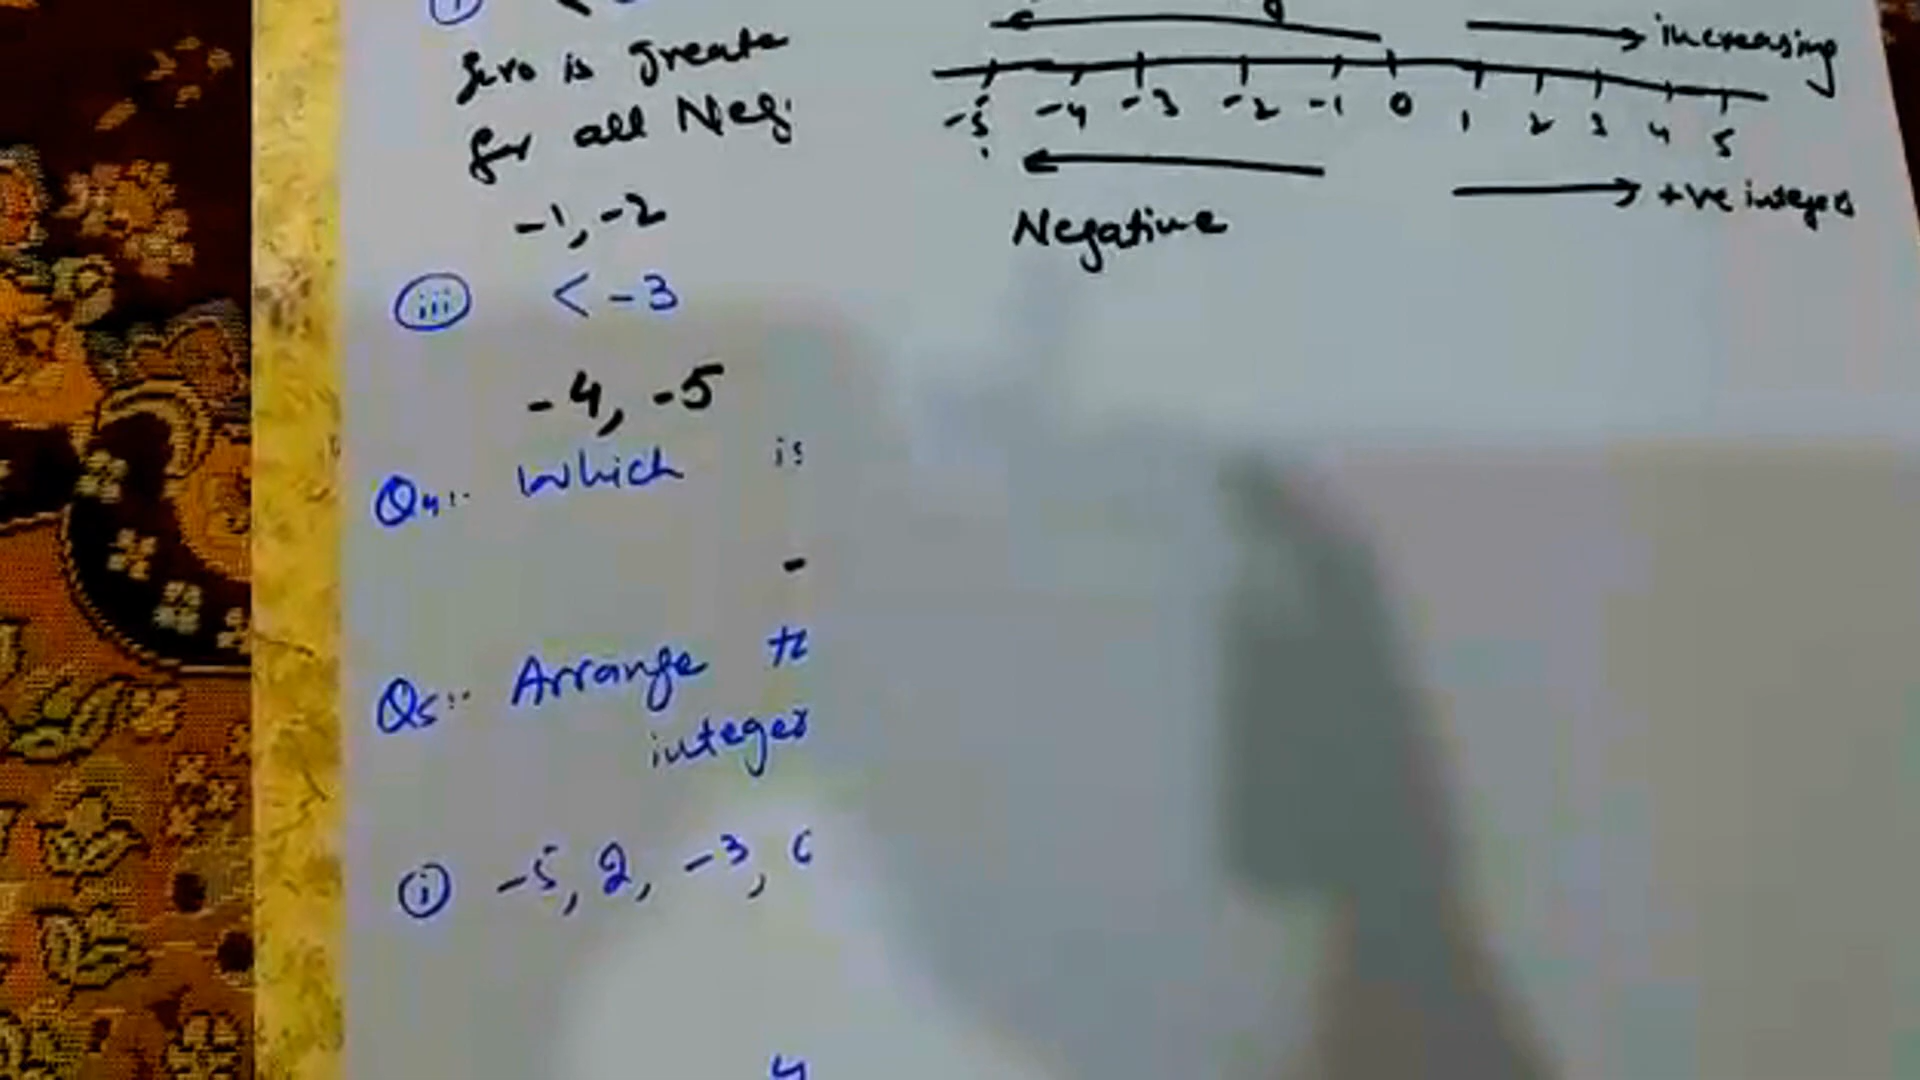 Zero is greate
for all Neg.
-1, -2
iii < -3
-4, -5
Q4:- Which is
-
Q5:- Arrange
integer
i -5, 2, -3,
increasing
-5 -4 -3 -2 -1 0 1 2 3 4 5
Negative
+ve integers